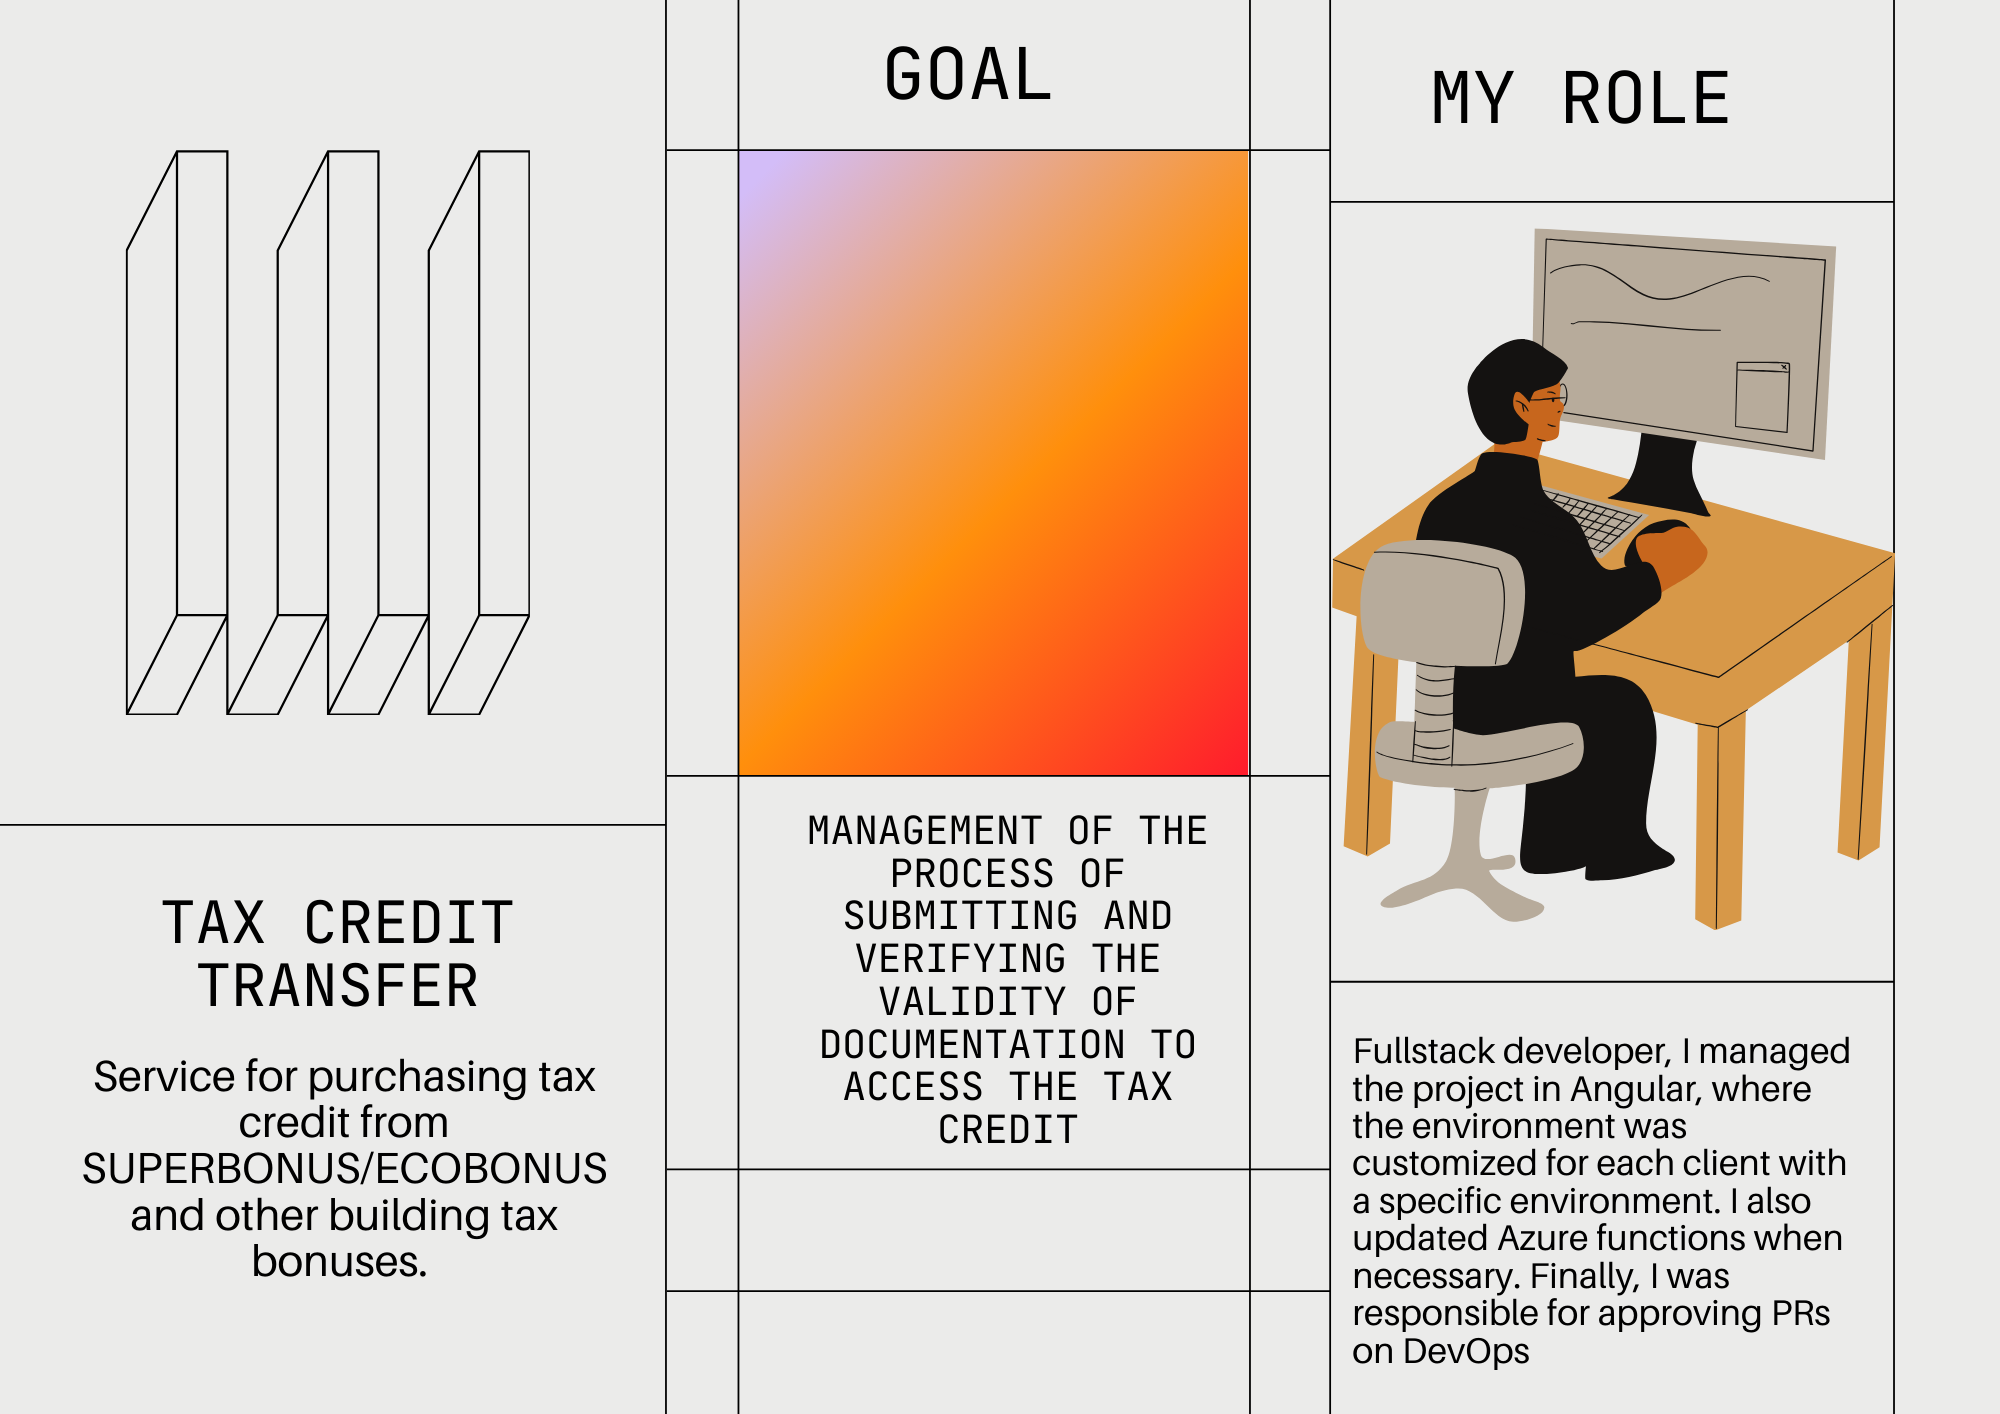 TAX CREDIT
TRANSFER
Service for purchasing tax
credit from
SUPERBONUS/ECOBONUS
and other building tax
bonuses.
GOAL
MANAGEMENT OF THE
PROCESS OF
SUBMITTING AND
VERIFYING THE
VALIDITY OF
DOCUMENTATION TO
ACCESS THE TAX
CREDIT
MY ROLE
Fullstack developer, I managed
the project in Angular, where
the environment was
customized for each client with
a specific environment. I also
updated Azure functions when
necessary. Finally, I was
responsible for approving PRs
on DevOps